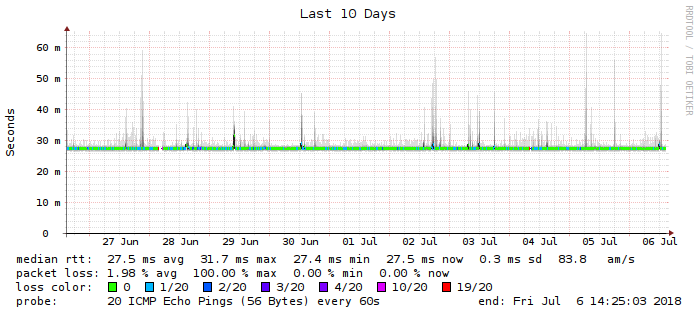 Last 10 Days
RRDTOOL / TOBI OETIKER
Seconds
60 m
50 m
40 m
30 m
20 m
10 m
0
27 Jun 28 Jun 29 Jun 30 Jun 01 Jul 02 Jul 03 Jul 04 Jul 05 Jul 06 Jul
median rtt: 27.5 ms avg 31.7 ms max 27.4 ms min 27.5 ms now 0.3 ms sd 83.8 am/s
packet loss: 1.98 % avg 100.00 % max 0.00 % min 0.00 % now
loss color: 0 1/20 2/20 3/20 4/20 10/20 19/20
probe: 20 ICMP Echo Pings (56 Bytes) every 60s end: Fri Jul 6 14:25:03 2018